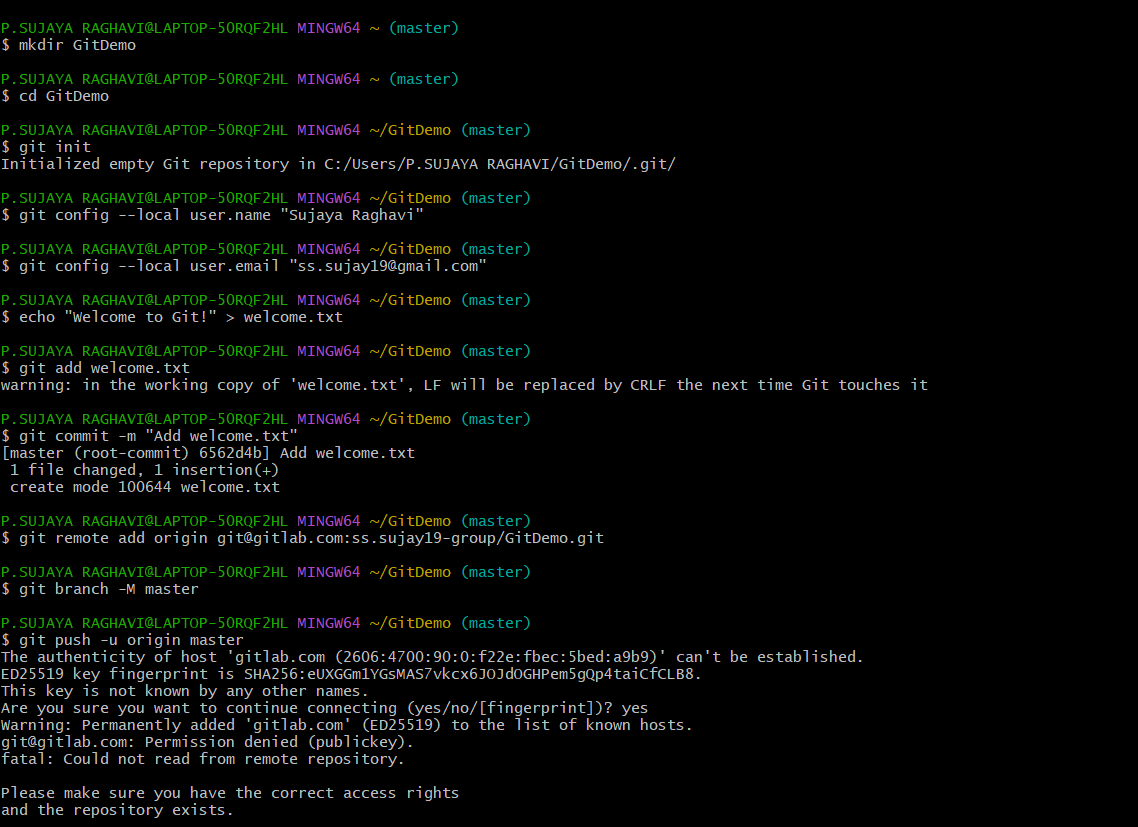 P.SUJAYA RAGHAVI@LAPTOP-5ORQF2HL MINGW64 ~ (master)
$ mkdir GitDemo
P.SUJAYA RAGHAVI@LAPTOP-5ORQF2HL MINGW64 ~ (master)
$ cd GitDemo
P.SUJAYA RAGHAVI@LAPTOP-5ORQF2HL MINGW64 ~/GitDemo (master)
$ git init
Initialized empty Git repository in C:/Users/P.SUJAYA RAGHAVI/GitDemo/.git/
P.SUJAYA RAGHAVI@LAPTOP-5ORQF2HL MINGW64 ~/GitDemo (master)
$ git config --local user.name "Sujaya Raghavi"
P.SUJAYA RAGHAVI@LAPTOP-5ORQF2HL MINGW64 ~/GitDemo (master)
$ git config --local user.email "ss.sujay19@gmail.com"
P.SUJAYA RAGHAVI@LAPTOP-5ORQF2HL MINGW64 ~/GitDemo (master)
$ echo "Welcome to Git!" > welcome.txt
P.SUJAYA RAGHAVI@LAPTOP-5ORQF2HL MINGW64 ~/GitDemo (master)
$ git add welcome.txt
warning: in the working copy of 'welcome.txt', LF will be replaced by CRLF the next time Git touches it
P.SUJAYA RAGHAVI@LAPTOP-5ORQF2HL MINGW64 ~/GitDemo (master)
$ git commit -m "Add welcome.txt"
[master (root-commit) 6562d4b] Add welcome.txt
 1 file changed, 1 insertion(+)
 create mode 100644 welcome.txt
P.SUJAYA RAGHAVI@LAPTOP-5ORQF2HL MINGW64 ~/GitDemo (master)
$ git remote add origin git@gitlab.com:ss.sujay19-group/GitDemo.git
P.SUJAYA RAGHAVI@LAPTOP-5ORQF2HL MINGW64 ~/GitDemo (master)
$ git branch -M master
P.SUJAYA RAGHAVI@LAPTOP-5ORQF2HL MINGW64 ~/GitDemo (master)
$ git push -u origin master
The authenticity of host 'gitlab.com (2606:4700:90:0:f22e:fbec:5bed:a9b9)' can't be established.
ED25519 key fingerprint is SHA256:eUXGGm1YGsMAS7vkcx6JOJdOGHPem5gQp4taiCfCLB8.
This key is not known by any other names.
Are you sure you want to continue connecting (yes/no/[fingerprint])? yes
Warning: Permanently added 'gitlab.com' (ED25519) to the list of known hosts.
git@gitlab.com: Permission denied (publickey).
fatal: Could not read from remote repository.
Please make sure you have the correct access rights
and the repository exists.